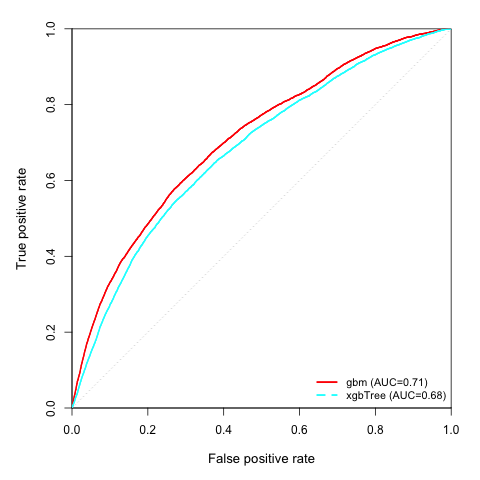 1.0
0.8
0.6
0.4
0.2
0.0
True positive rate
gbm (AUC=0.71)
xgbTree (AUC=0.68)
0.0 0.2 0.4 0.6 0.8 1.0
False positive rate